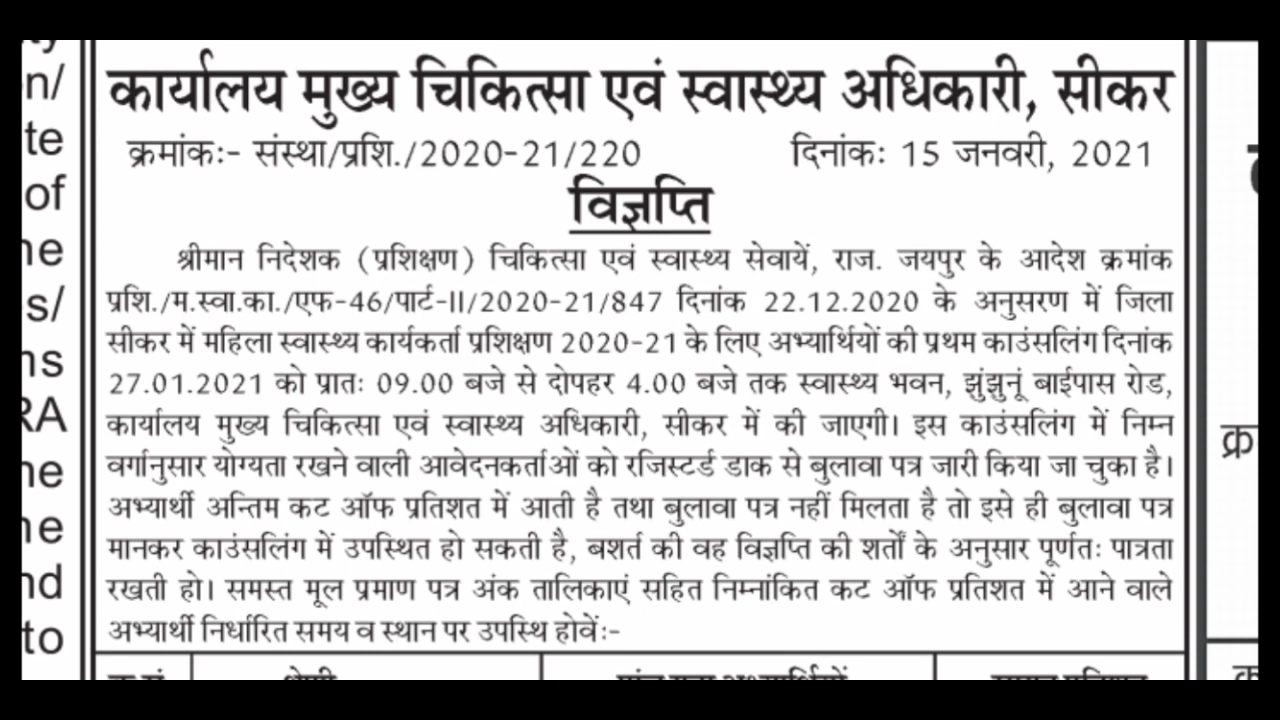 कार्यालय मुख्य चिकित्सा एवं स्वास्थ्य अधिकारी, सीकर
क्रमांकः- संस्था/प्रशि./2020-21/220 दिनांकः 15 जनवरी, 2021
विज्ञप्ति
श्रीमान निदेशक (प्रशिक्षण) चिकित्सा एवं स्वास्थ्य सेवायें, राज. जयपुर के आदेश क्रमांक
प्रशि./म.स्वा.का./एफ-46/पार्ट-II/2020-21/847 दिनांक 22.12.2020 के अनुसरण में जिला
सीकर में महिला स्वास्थ्य कार्यकर्ता प्रशिक्षण 2020-21 के लिए अभ्यार्थियों की प्रथम काउंसलिंग दिनांक
27.01.2021 को प्रातः 09.00 बजे से दोपहर 4.00 बजे तक स्वास्थ्य भवन, झुंझुनूं बाईपास रोड,
कार्यालय मुख्य चिकित्सा एवं स्वास्थ्य अधिकारी, सीकर में की जाएगी। इस काउंसलिंग में निम्न
वर्गानुसार योग्यता रखने वाली आवेदनकर्ताओं को रजिस्टर्ड डाक से बुलावा पत्र जारी किया जा चुका है।
अभ्यार्थी अन्तिम कट ऑफ प्रतिशत में आती है तथा बुलावा पत्र नहीं मिलता है तो इसे ही बुलावा पत्र
मानकर काउंसलिंग में उपस्थित हो सकती है, बशर्त की वह विज्ञप्ति की शर्तों के अनुसार पूर्णतः पात्रता
रखती हो। समस्त मूल प्रमाण पत्र अंक तालिकाएं सहित निम्नांकित कट ऑफ प्रतिशत में आने वाले
अभ्यार्थी निर्धारित समय व स्थान पर उपस्थि होवेंः-
n/
te
of
s/
RA
to
क्र